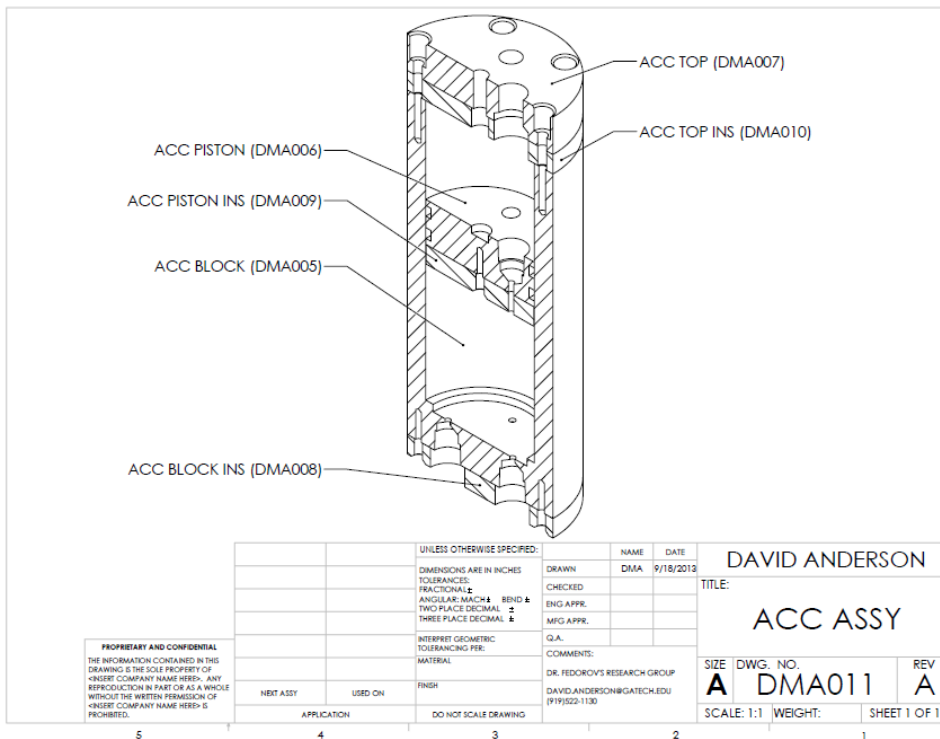 ACC TOP (DMA007)
ACC TOP INS (DMA010)
ACC PISTON (DMA006)
ACC PISTON INS (DMA009)
ACC BLOCK (DMA005)
ACC BLOCK INS (DMA008)
PROPRIETARY AND CONFIDENTIAL
THE INFORMATION CONTAINED IN THIS
DRAWING IS THE SOLE PROPERTY OF
<INSERT COMPANY NAME HERE>. ANY
REPRODUCTION IN PART OR AS A WHOLE
WITHOUT THE WRITTEN PERMISSION OF
<INSERT COMPANY NAME HERE> IS
PROHIBITED.
NEXT ASSY
USED ON
APPLICATION
UNLESS OTHERWISE SPECIFIED:
DIMENSIONS ARE IN INCHES
TOLERANCES:
FRACTIONAL ±
ANGULAR: MACH ± BEND ±
TWO PLACE DECIMAL ±
THREE PLACE DECIMAL ±
INTERPRET GEOMETRIC
TOLERANCING PER:
MATERIAL
FINISH
DO NOT SCALE DRAWING
NAME DATE
DRAWN DMA 9/18/2013
CHECKED
ENG APPR.
MFG APPR.
Q.A.
COMMENTS:
DR. FEDOROV'S RESEARCH GROUP
DAVID.ANDERSON@GATECH.EDU
(919)522-1130
DAVID ANDERSON
TITLE:
ACC ASSY
SIZE DWG. NO. REV
A DMA011 A
SCALE: 1:1 WEIGHT: SHEET 1 OF 1
5 4 3 2 1